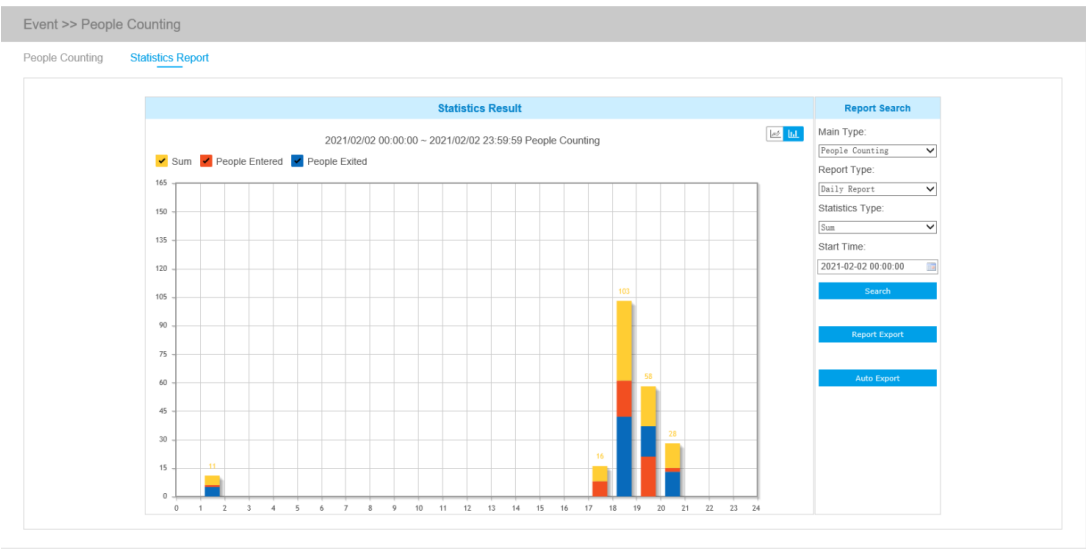 Event >> People Counting
People Counting Statistics Report
Statistics Result
2021/02/02 00:00:00 ~ 2021/02/02 23:59:59 People Counting
Sum People Entered People Exited
165
150
135
120
105
90
75
60
45
30
15
0
11
16
103
58
28
0 1 2 3 4 5 6 7 8 9 10 11 12 13 14 15 16 17 18 19 20 21 22 23 24
Report Search
Main Type:
People Counting
Report Type:
Daily Report
Statistics Type:
Sum
Start Time:
2021-02-02 00:00:00
Search
Report Export
Auto Export